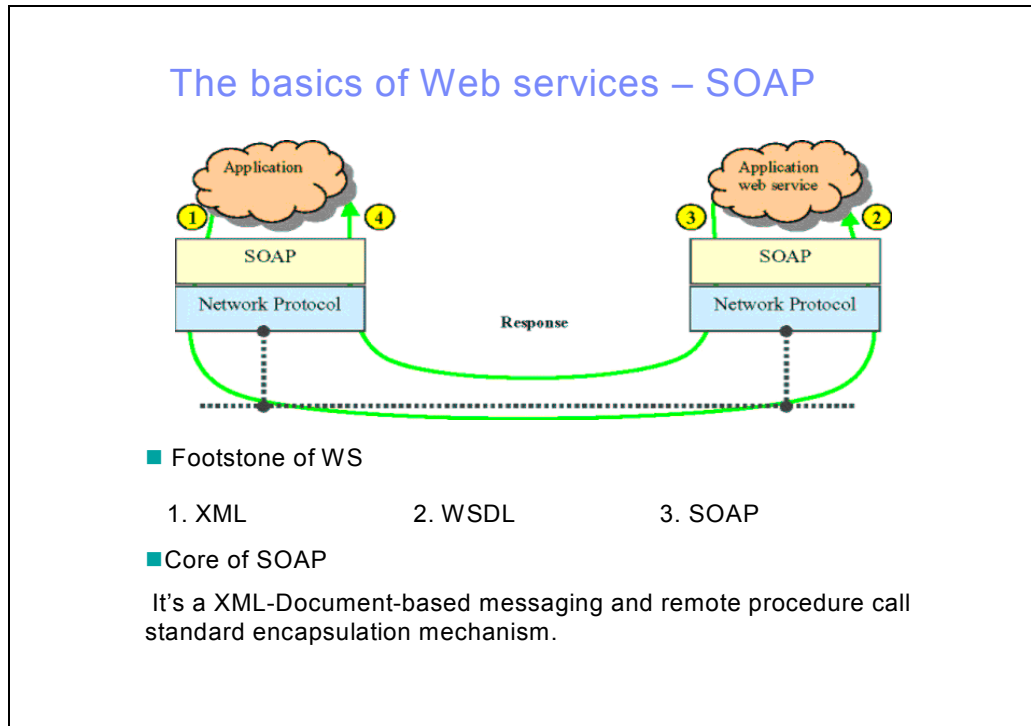 The basics of Web services – SOAP
Application
Application
web service
1
4
3
2
SOAP
SOAP
Network Protocol
Network Protocol
Response
Footstone of WS
1. XML 2. WSDL 3. SOAP
Core of SOAP
It’s a XML-Document-based messaging and remote procedure call
standard encapsulation mechanism.